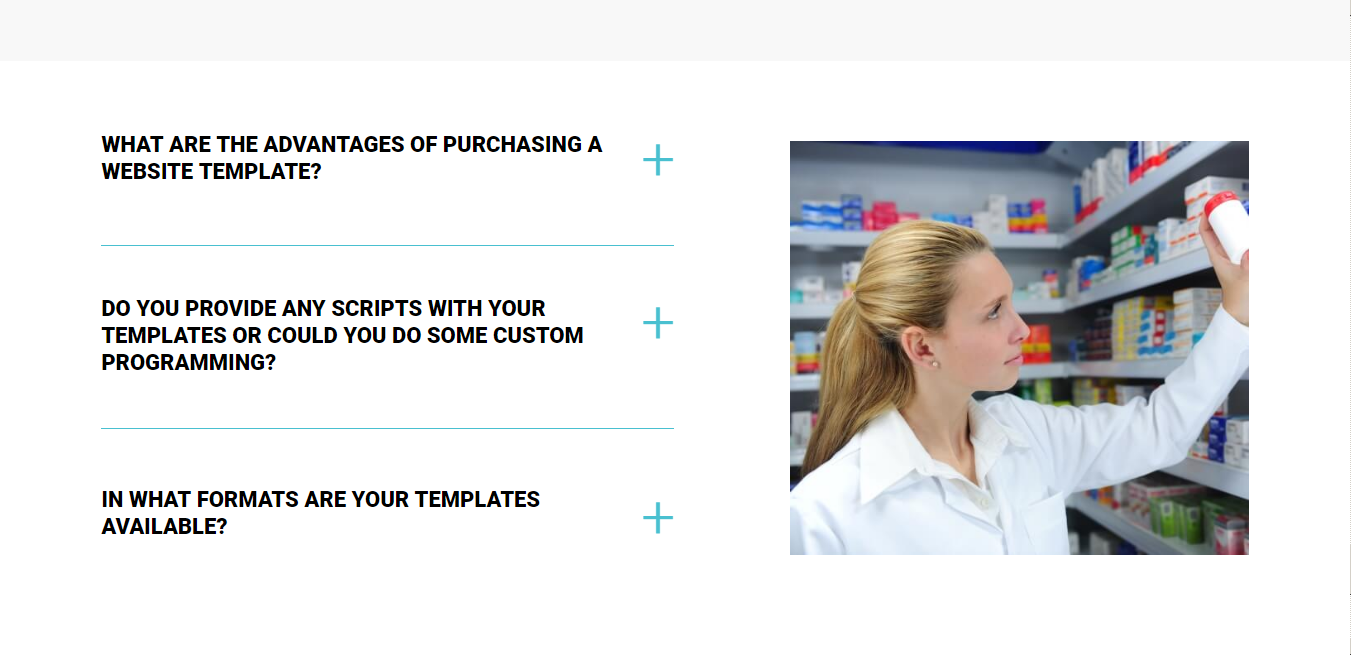 WHAT ARE THE ADVANTAGES OF PURCHASING A
WEBSITE TEMPLATE?
DO YOU PROVIDE ANY SCRIPTS WITH YOUR
TEMPLATES OR COULD YOU DO SOME CUSTOM
PROGRAMMING?
IN WHAT FORMATS ARE YOUR TEMPLATES
AVAILABLE?